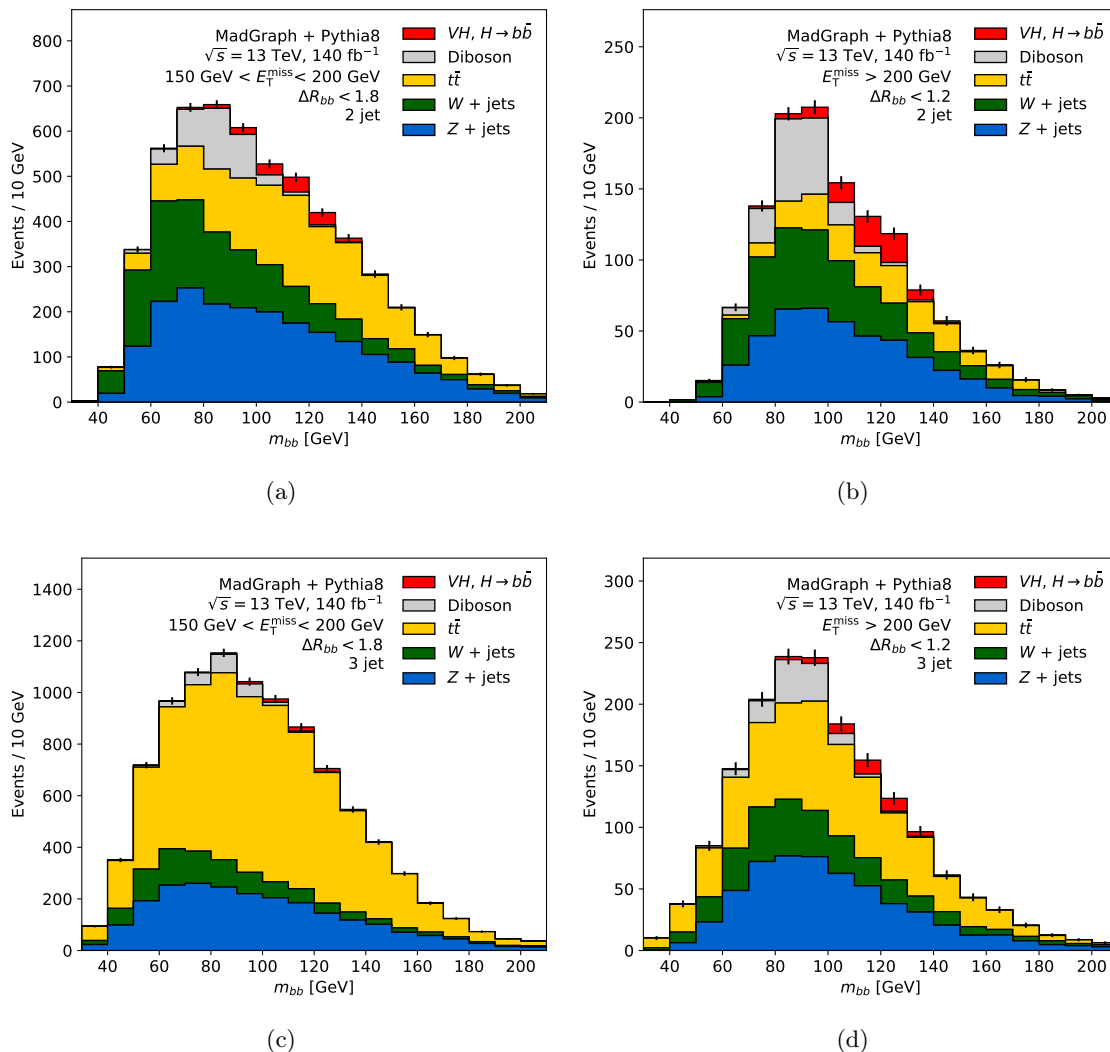 MadGraph + Pythia8
√s = 13 TeV, 140 fb⁻¹
150 GeV < E_T^miss < 200 GeV
ΔR_bb < 1.8
2 jet
VH, H → bb̄
Diboson
tt̄
W + jets
Z + jets
Events / 10 GeV
800
700
600
500
400
300
200
100
0
40 60 80 100 120 140 160 180 200
m_bb [GeV]
(a)
MadGraph + Pythia8
√s = 13 TeV, 140 fb⁻¹
E_T^miss > 200 GeV
ΔR_bb < 1.2
2 jet
VH, H → bb̄
Diboson
tt̄
W + jets
Z + jets
Events / 10 GeV
250
200
150
100
50
0
40 60 80 100 120 140 160 180 200
m_bb [GeV]
(b)
MadGraph + Pythia8
√s = 13 TeV, 140 fb⁻¹
150 GeV < E_T^miss < 200 GeV
ΔR_bb < 1.8
3 jet
VH, H → bb̄
Diboson
tt̄
W + jets
Z + jets
Events / 10 GeV
1400
1200
1000
800
600
400
200
0
40 60 80 100 120 140 160 180 200
m_bb [GeV]
(c)
MadGraph + Pythia8
√s = 13 TeV, 140 fb⁻¹
E_T^miss > 200 GeV
ΔR_bb < 1.2
3 jet
VH, H → bb̄
Diboson
tt̄
W + jets
Z + jets
Events / 10 GeV
300
250
200
150
100
50
0
40 60 80 100 120 140 160 180 200
m_bb [GeV]
(d)